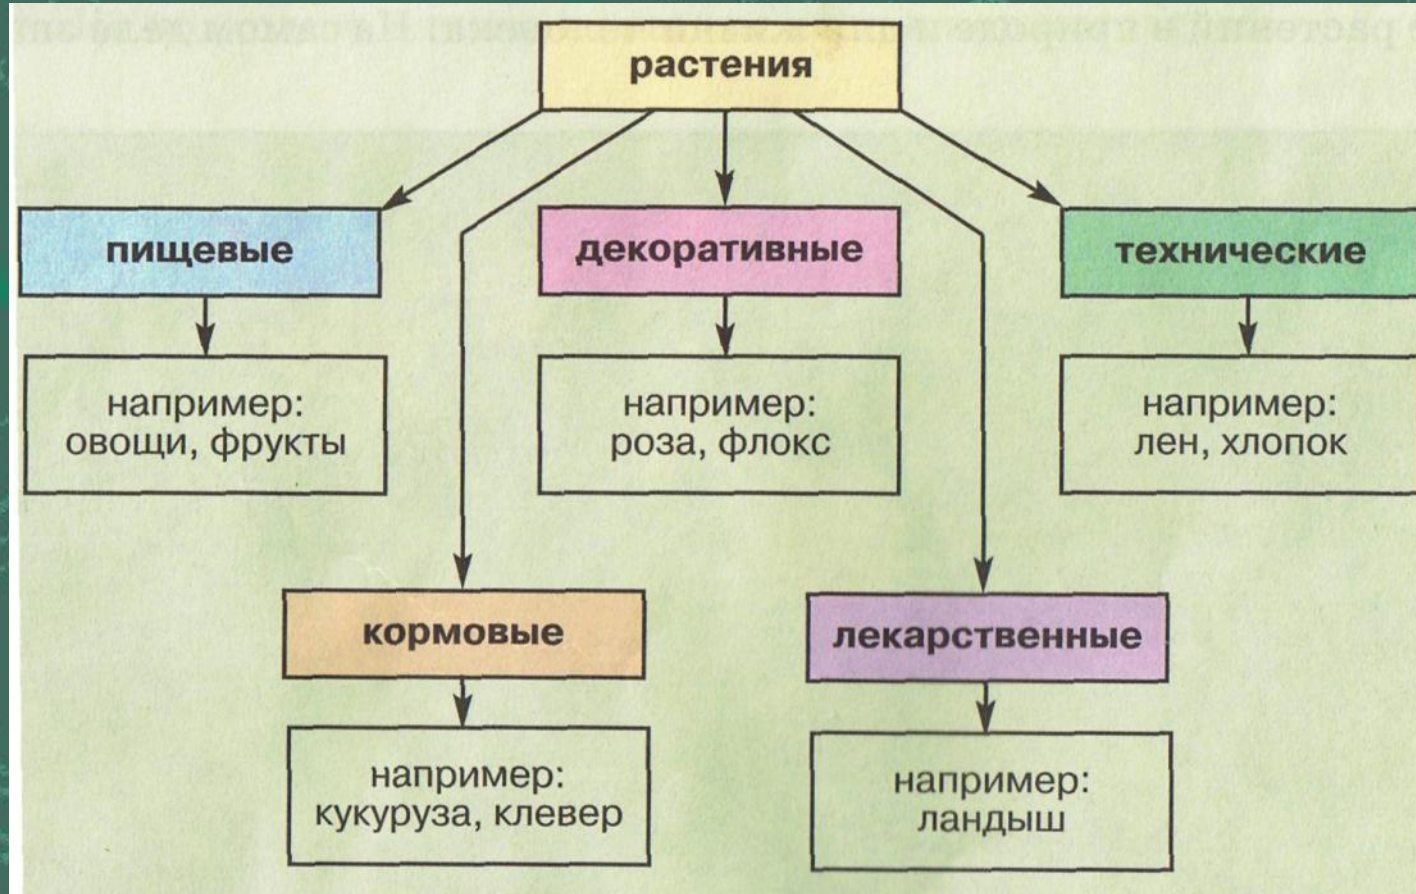 растения
пищевые
декоративные
технические
например:
овощи, фрукты
например:
роза, флокс
например:
лен, хлопок
кормовые
лекарственные
например:
кукуруза, клевер
например:
ландыш